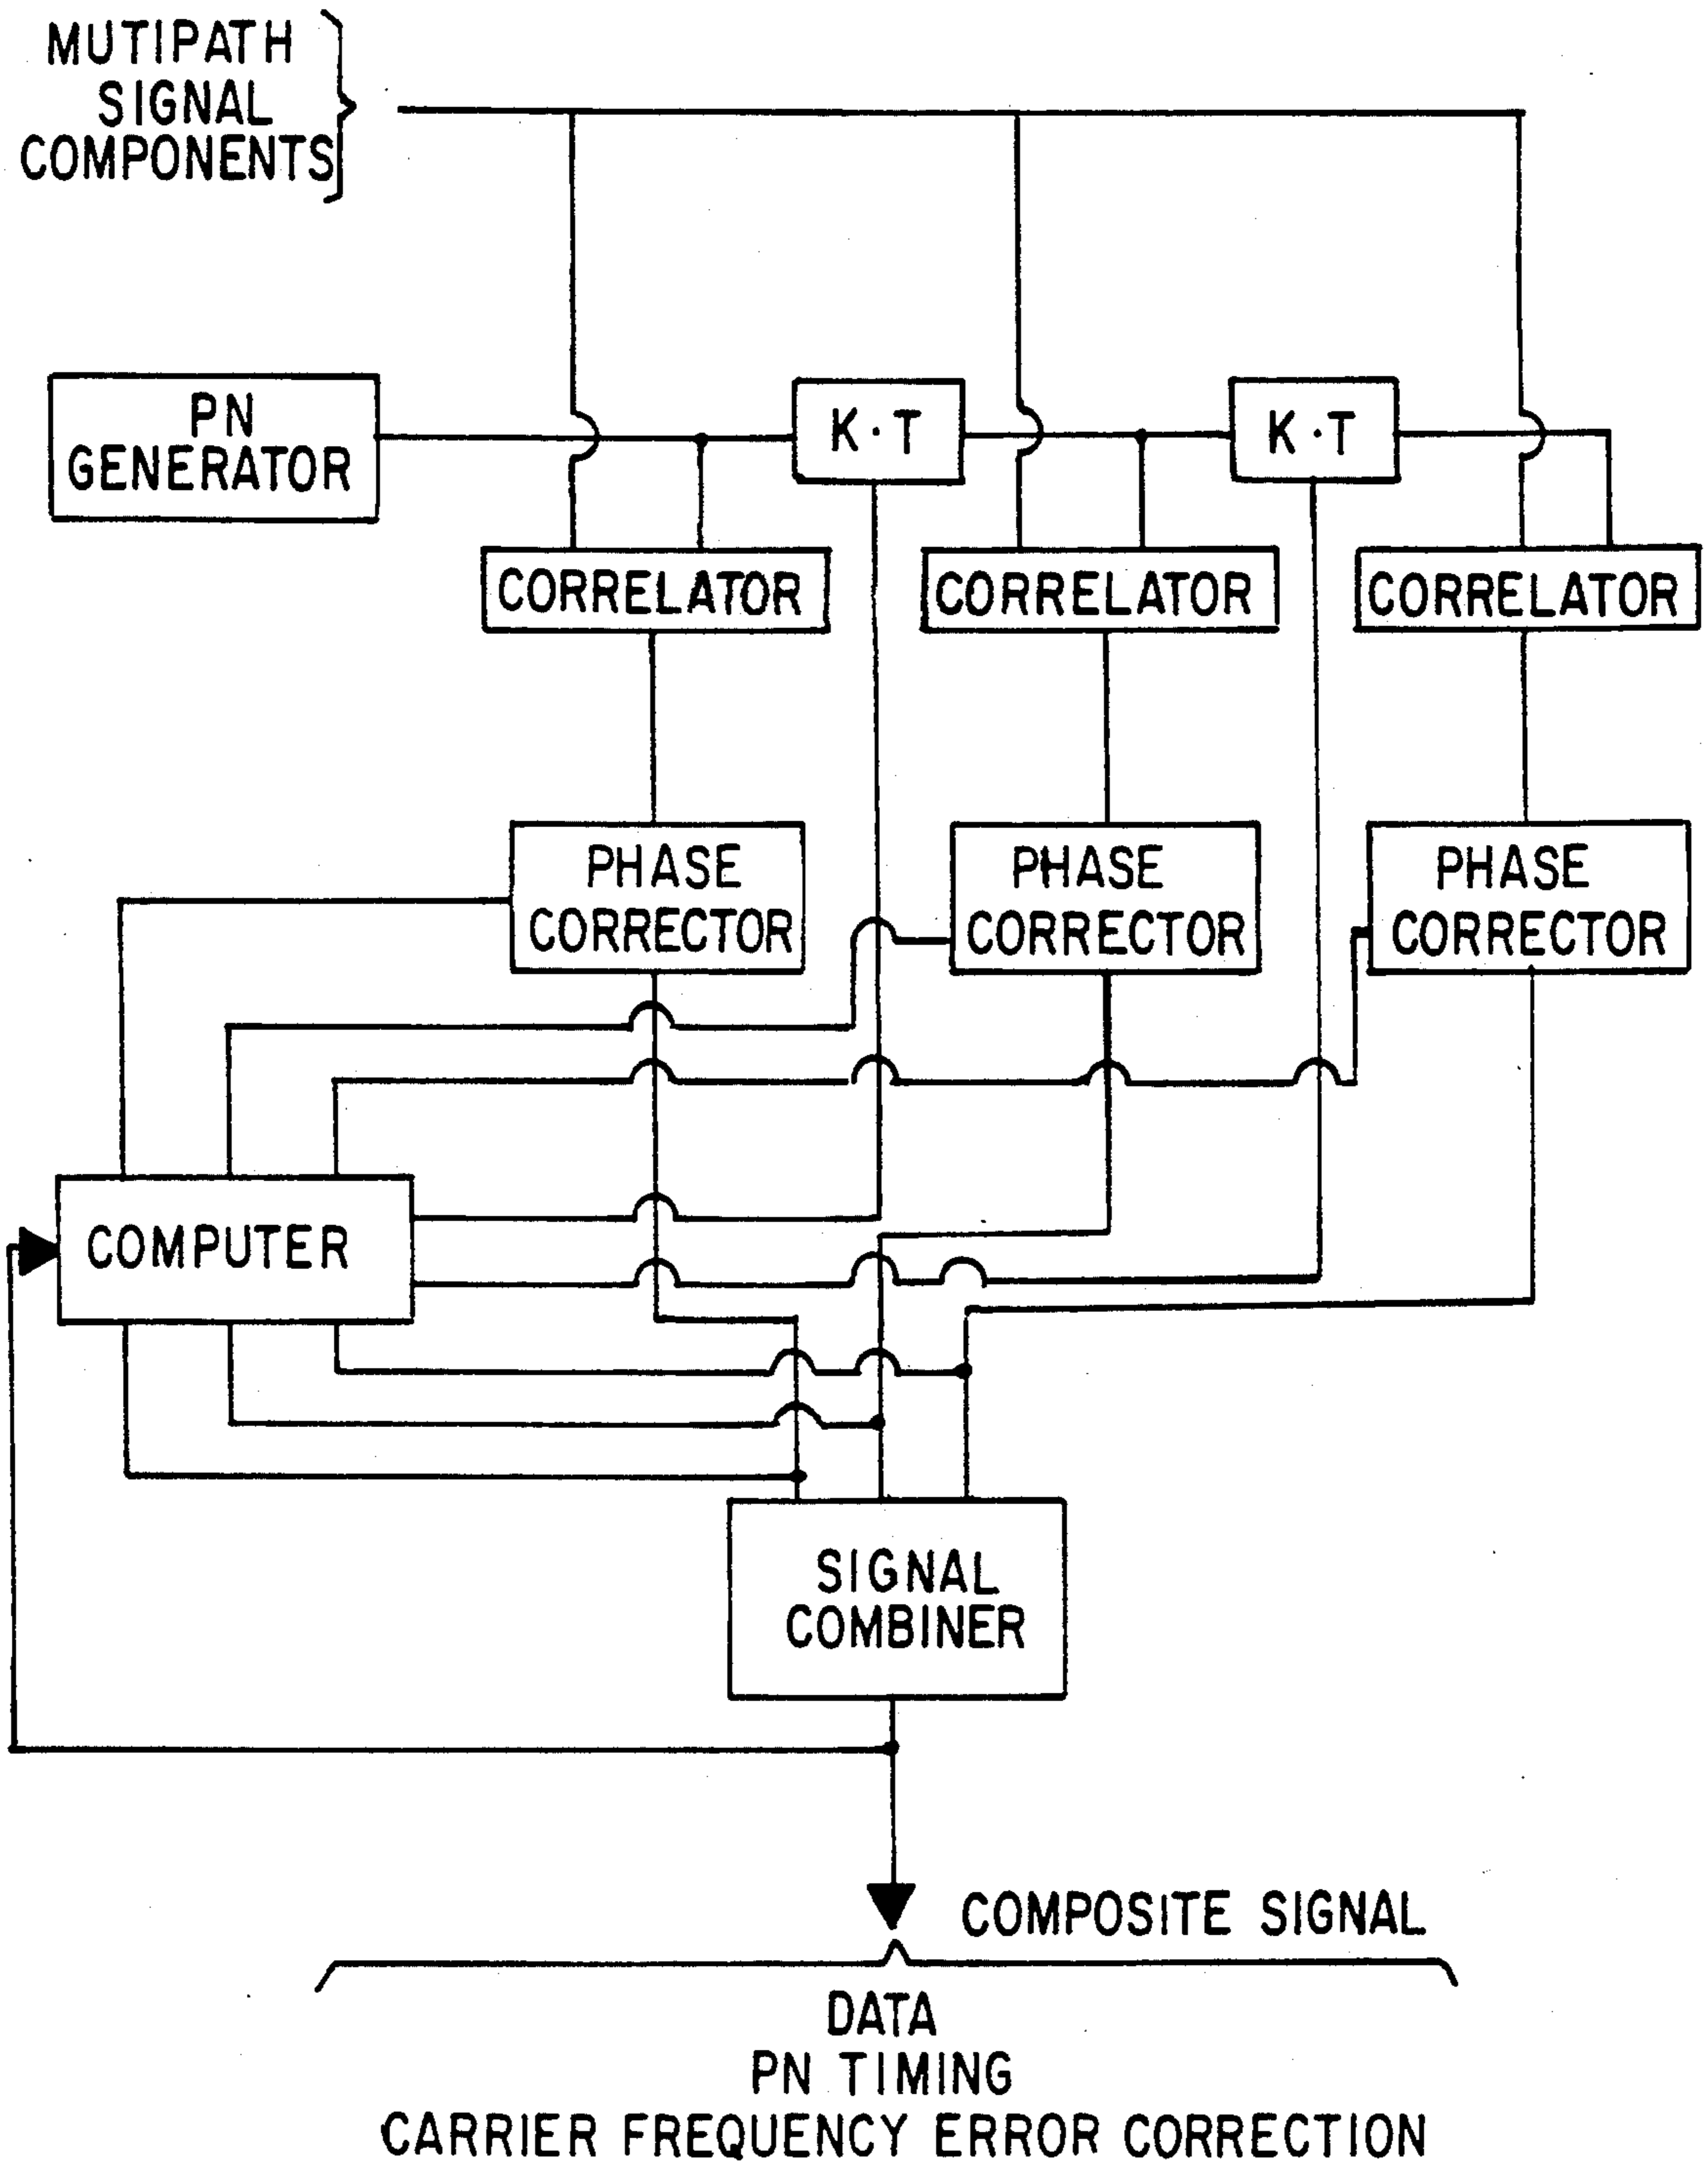 MUTIPATH
SIGNAL
COMPONENTS
PN
GENERATOR
K·T
K·T
CORRELATOR
CORRELATOR
CORRELATOR
PHASE
CORRECTOR
PHASE
CORRECTOR
PHASE
CORRECTOR
COMPUTER
SIGNAL
COMBINER
COMPOSITE SIGNAL
DATA
PN TIMING
CARRIER FREQUENCY ERROR CORRECTION